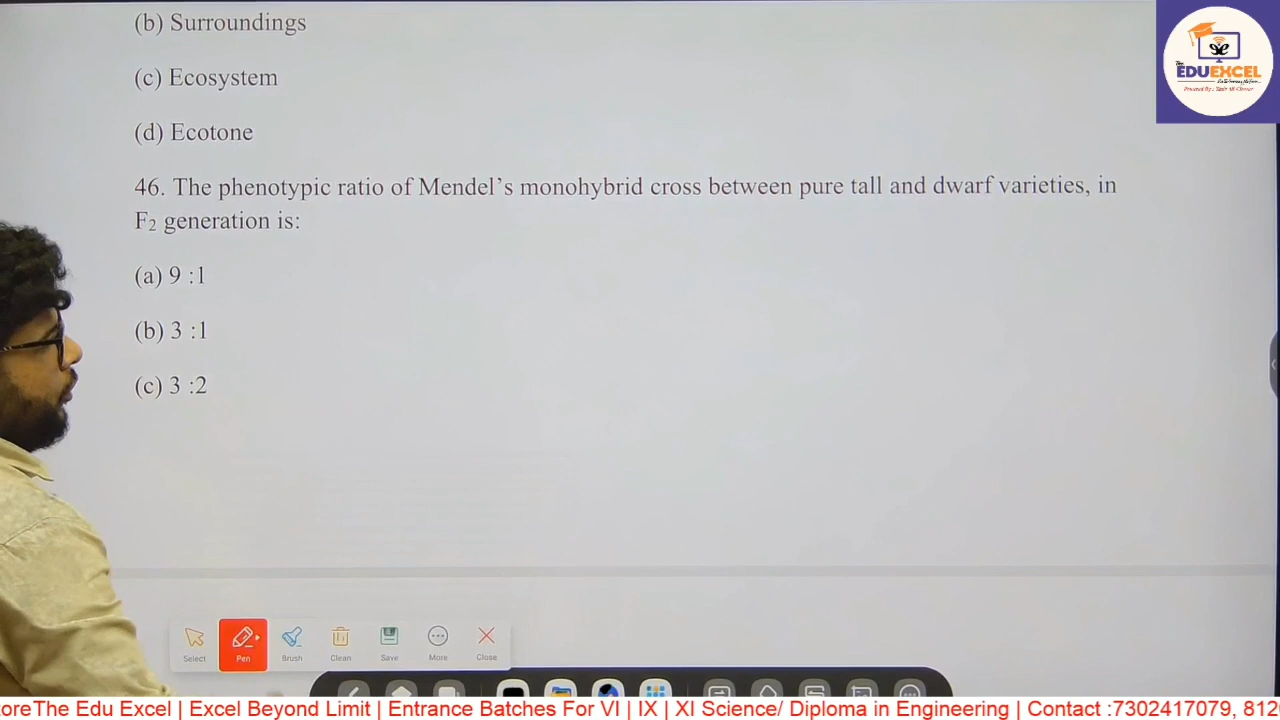 (b) Surroundings
The
EDUEXCEL
(c) Ecosystem
(d) Ecotone
46. The phenotypic ratio of Mendel's monohybrid cross between pure tall and dwarf varieties, in
F₂ generation is:
(a) 9 :1
(b) 3 :1
(c) 3 :2
Select
Pen
Brush
Clean
Save
More
Close
oreThe Edu Excel | Excel Beyond Limit | Entrance Batches For VI | IX | XI Science/ Diploma in Engineering | Contact :7302417079, 812